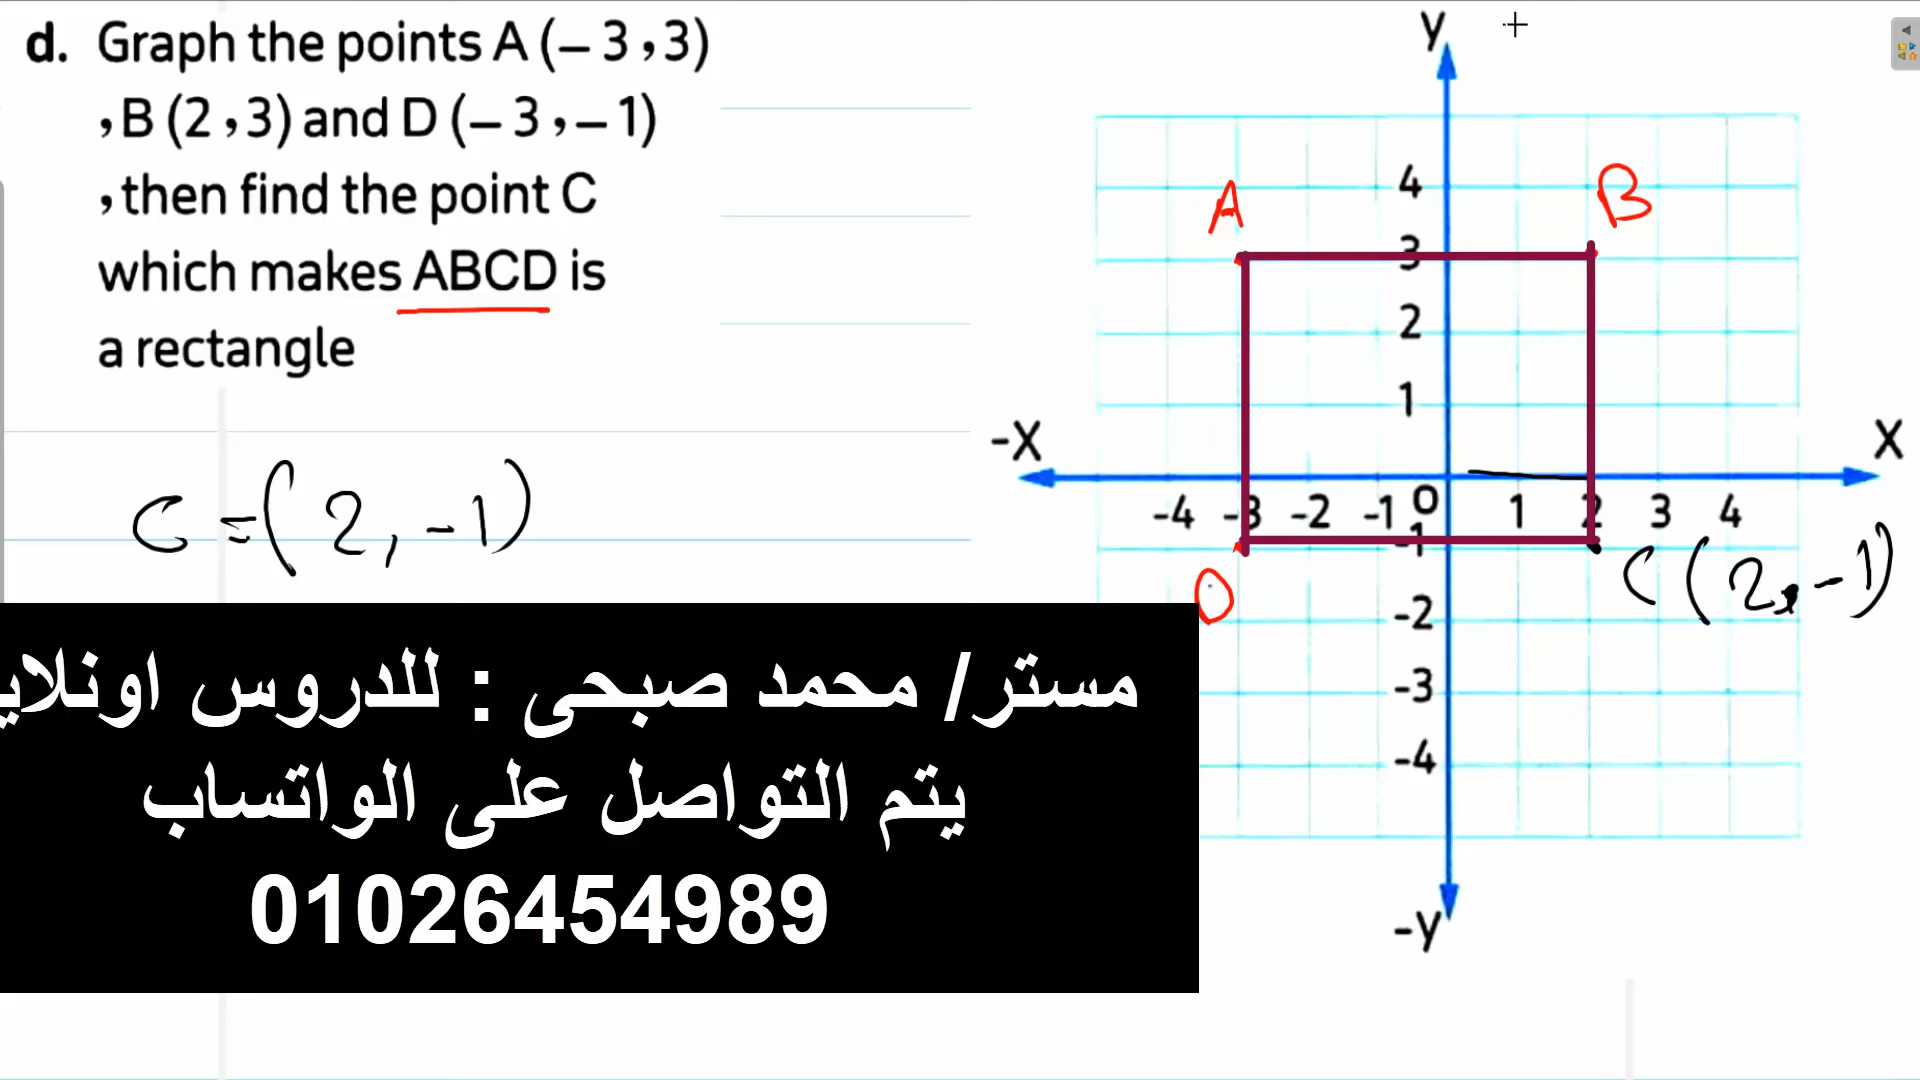 d. Graph the points A (– 3 , 3)
, B (2 , 3) and D (– 3 , – 1)
, then find the point C
which makes ABCD is
a rectangle
C = (2, -1)
y
4
3
2
1
-X
X
-4 -3 -2 -1 0 1 2 3 4
-1
-2
-3
-4
-y
A
B
D
C (2, -1)
مستر/ محمد صبحى : للدروس اونلاي
يتم التواصل على الواتساب
01026454989